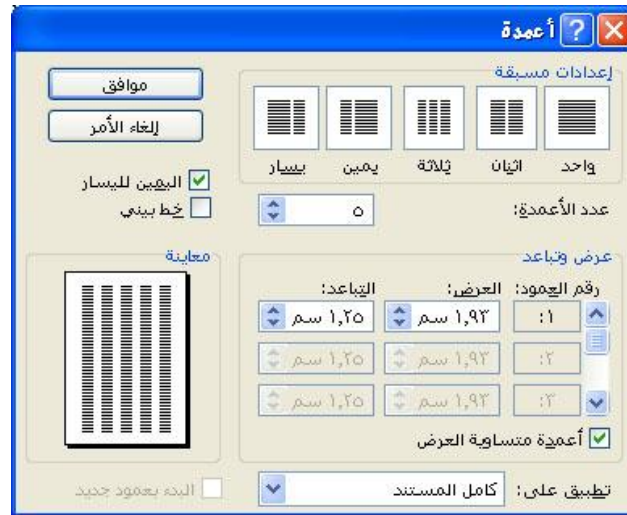 أعمدة
إعدادات مسبقة
واحد اثنان ثلاثة يمين يسار
موافق
إلغاء الأمر
اليمين لليسار
خط بيني
عدد الأعمدة: ٥
عرض وتباعد
رقم العمود: العرض: التباعد:
١: ١,٩٣ سم ١,٢٥ سم
٢: ١,٩٣ سم ١,٢٥ سم
٣: ١,٩٣ سم ١,٢٥ سم
أعمدة متساوية العرض
معاينة
تطبيق على: كامل المستند
البدء بعمود جديد